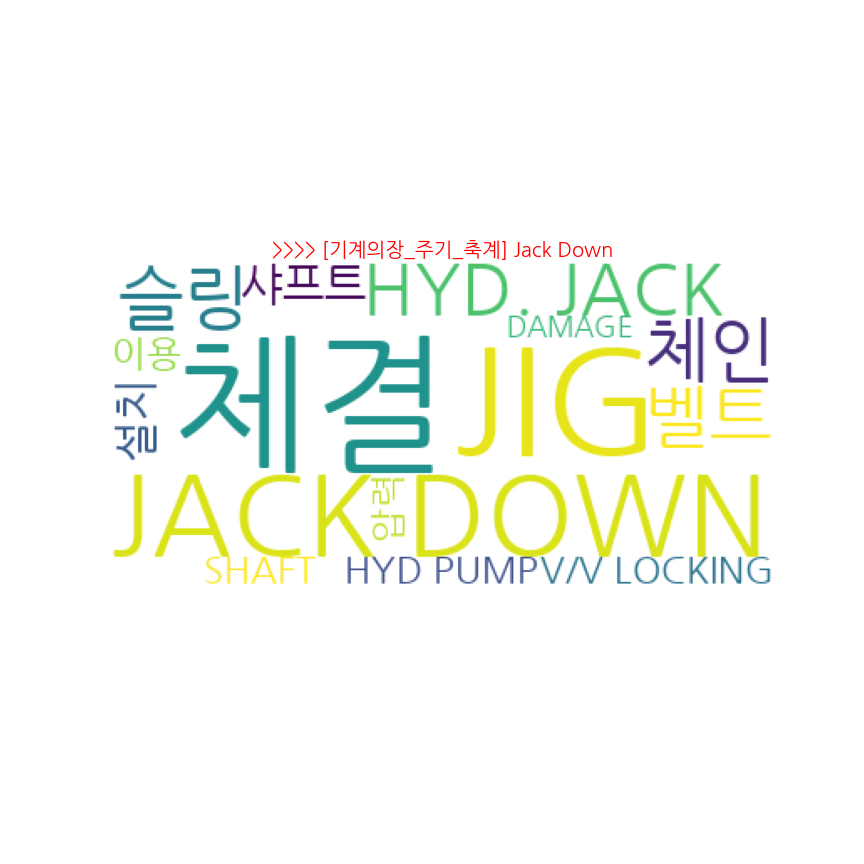 >>>> [기계의장_주기_축계] Jack Down
슬링 샤프트 HYD. JACK
DAMAGE
이용 체결 JIG 체인
설치 벨트
JACK DOWN
압력
SHAFT HYD PUMP V/V LOCKING